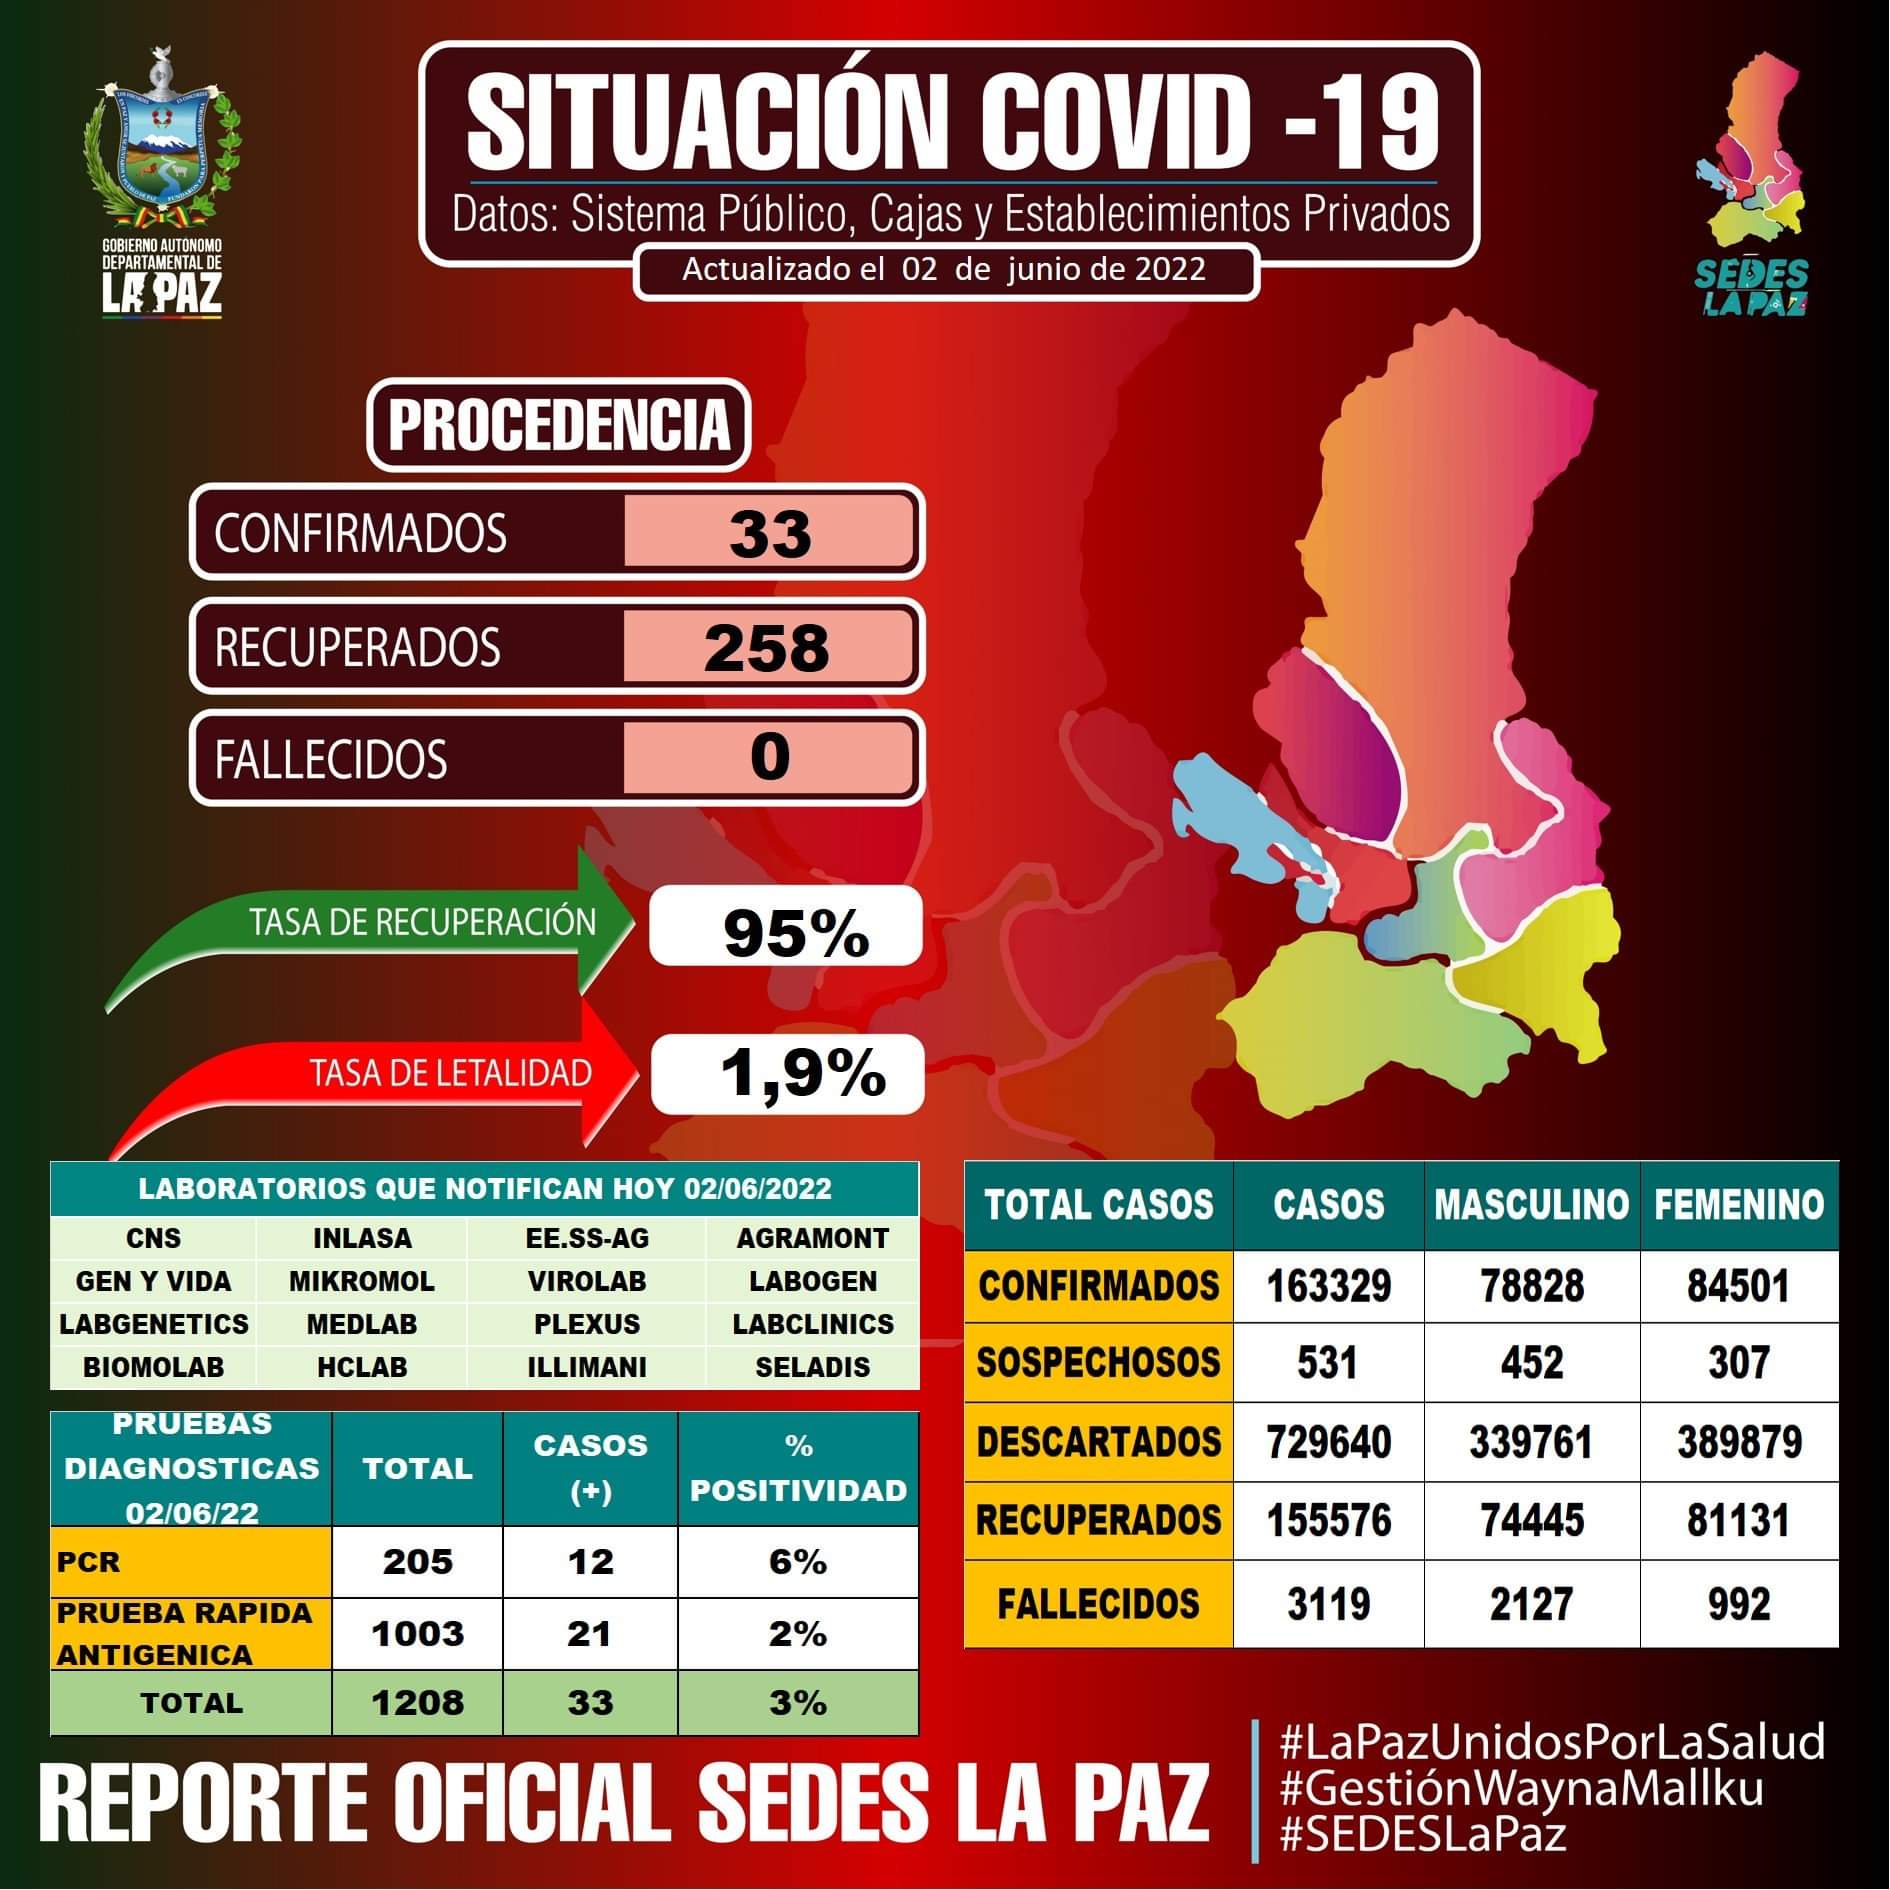 GOBIERNO AUTÓNOMO
DEPARTAMENTAL DE
LA PAZ
SITUACIÓN COVID -19
Datos: Sistema Público, Cajas y Establecimientos Privados
Actualizado el 02 de junio de 2022
SEDES
LA PAZ
PROCEDENCIA
CONFIRMADOS 33
RECUPERADOS 258
FALLECIDOS 0
TASA DE RECUPERACIÓN 95%
TASA DE LETALIDAD 1,9%
LABORATORIOS QUE NOTIFICAN HOY 02/06/2022
CNS INLASA EE.SS-AG AGRAMONT
GEN Y VIDA MIKROMOL VIROLAB LABOGEN
LABGENETICS MEDLAB PLEXUS LABCLINICS
BIOMOLAB HCLAB ILLIMANI SELADIS
PRUEBAS
DIAGNOSTICAS
02/06/22
TOTAL
CASOS
(+)
%
POSITIVIDAD
PCR 205 12 6%
PRUEBA RAPIDA
ANTIGENICA
1003 21 2%
TOTAL 1208 33 3%
TOTAL CASOS CASOS MASCULINO FEMENINO
CONFIRMADOS 163329 78828 84501
SOSPECHOSOS 531 452 307
DESCARTADOS 729640 339761 389879
RECUPERADOS 155576 74445 81131
FALLECIDOS 3119 2127 992
REPORTE OFICIAL SEDES LA PAZ
#LaPazUnidosPorLaSalud
#GestiónWaynaMallku
#SEDESLaPaz